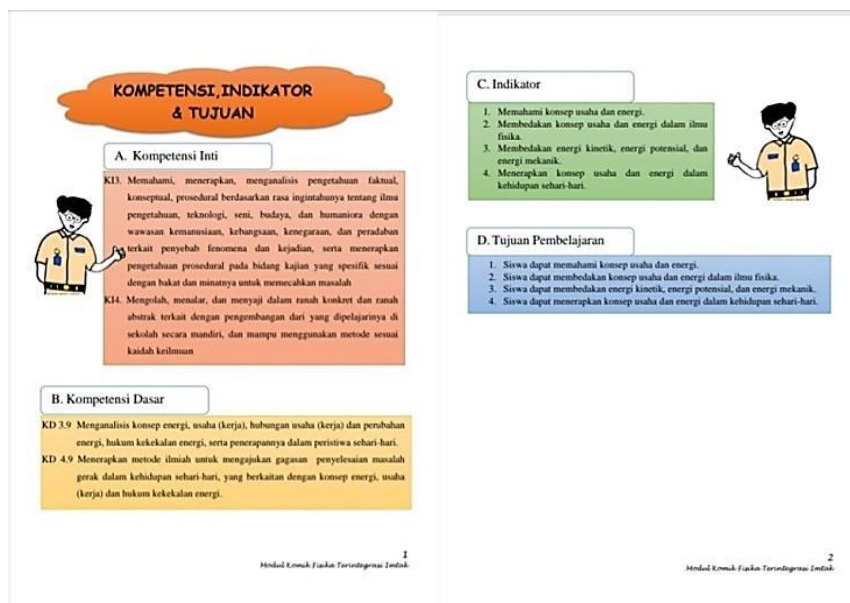 KOMPETENSI,INDIKATOR
& TUJUAN
A. Kompetensi Inti
KI3. Memahami, menerapkan, menganalisis pengetahuan faktual,
konseptual, prosedural berdasarkan rasa ingintahunya tentang ilmu
pengetahuan, teknologi, seni, budaya, dan humaniora dengan
wawasan kemanusiaan, kebangsaan, kenegaraan, dan peradaban
terkait penyebab fenomena dan kejadian, serta menerapkan
pengetahuan prosedural pada bidang kajian yang spesifik sesuai
dengan bakat dan minatnya untuk memecahkan masalah
KI4. Mengolah, menalar, dan menyaji dalam ranah konkret dan ranah
abstrak terkait dengan pengembangan dari yang dipelajarinya di
sekolah secara mandiri, dan mampu menggunakan metode sesuai
kaidah keilmuan
B. Kompetensi Dasar
KD 3.9 Menganalisis konsep energi, usaha (kerja), hubungan usaha (kerja) dan perubahan
energi, hukum kekekalan energi, serta penerapannya dalam peristiwa sehari-hari.
KD 4.9 Menerapkan metode ilmiah untuk mengajukan gagasan penyelesaian masalah
gerak dalam kehidupan sehari-hari, yang berkaitan dengan konsep energi, usaha
(kerja) dan hukum kekekalan energi.
1
Modul Komik Fisika Terintegrasi Imtak
C. Indikator
1. Memahami konsep usaha dan energi.
2. Membedakan konsep usaha dan energi dalam ilmu
fisika.
3. Membedakan energi kinetik, energi potensial, dan
energi mekanik.
4. Menerapkan konsep usaha dan energi dalam
kehidupan sehari-hari.
D. Tujuan Pembelajaran
1. Siswa dapat memahami konsep usaha dan energi.
2. Siswa dapat membedakan konsep usaha dan energi dalam ilmu fisika.
3. Siswa dapat membedakan energi kinetik, energi potensial, dan energi mekanik.
4. Siswa dapat menerapkan konsep usaha dan energi dalam kehidupan sehari-hari.
2
Modul Komik Fisika Terintegrasi Imtak